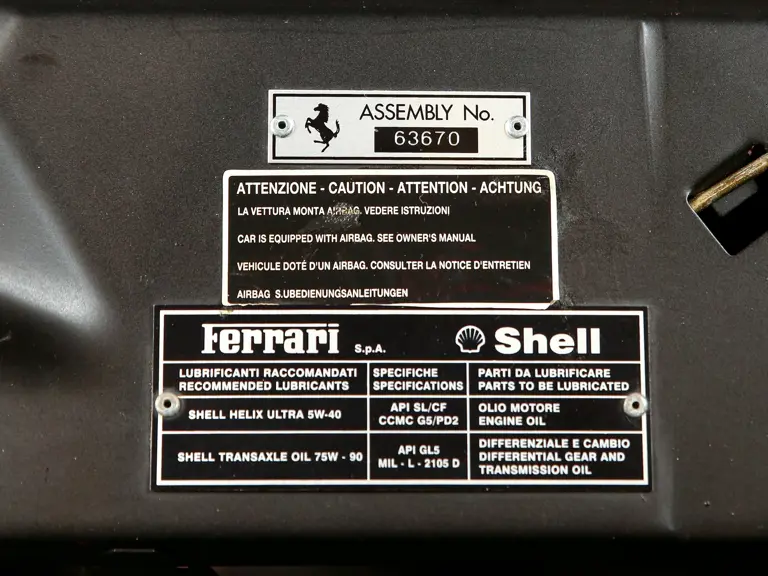 ASSEMBLY No.
63670
ATTENZIONE - CAUTION - ATTENTION - ACHTUNG
LA VETTURA MONTA AIRBAG. VEDERE ISTRUZIONI
CAR IS EQUIPPED WITH AIRBAG. SEE OWNER'S MANUAL
VEHICULE DOTÉ D'UN AIRBAG. CONSULTER LA NOTICE D'ENTRETIEN
AIRBAG S.UBEDIENUNGSANLEITUNGEN
Ferrari S.p.A.
Shell
LUBRIFICANTI RACCOMANDATI
RECOMMENDED LUBRICANTS
SPECIFICHE
SPECIFICATIONS
PARTI DA LUBRIFICARE
PARTS TO BE LUBRICATED
SHELL HELIX ULTRA 5W-40
API SL/CF
CCMC G5/PD2
OLIO MOTORE
ENGINE OIL
SHELL TRANSAXLE OIL 75W - 90
API GL5
MIL - L - 2105 D
DIFFERENZIALE E CAMBIO
DIFFERENTIAL GEAR AND
TRANSMISSION OIL